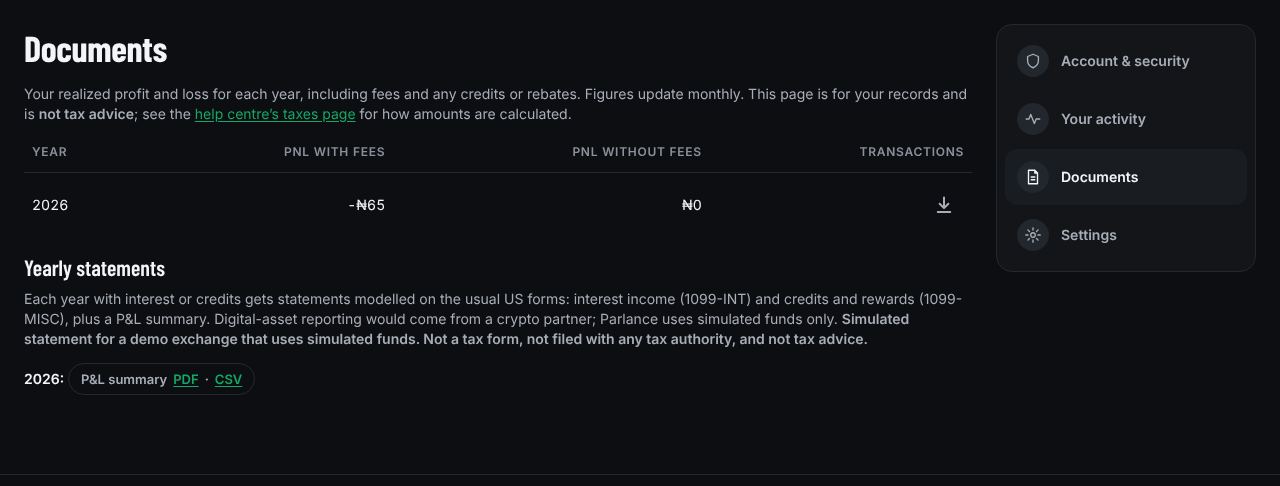 Documents
Your realized profit and loss for each year, including fees and any credits or rebates. Figures update monthly. This page is for your records and
is not tax advice; see the help centre's taxes page for how amounts are calculated.
YEAR PNL WITH FEES PNL WITHOUT FEES TRANSACTIONS
2026 -₦65 ₦0
Yearly statements
Each year with interest or credits gets statements modelled on the usual US forms: interest income (1099-INT) and credits and rewards (1099-
MISC), plus a P&L summary. Digital-asset reporting would come from a crypto partner; Parlance uses simulated funds only. Simulated
statement for a demo exchange that uses simulated funds. Not a tax form, not filed with any tax authority, and not tax advice.
2026: P&L summary PDF · CSV
Account & security
Your activity
Documents
Settings